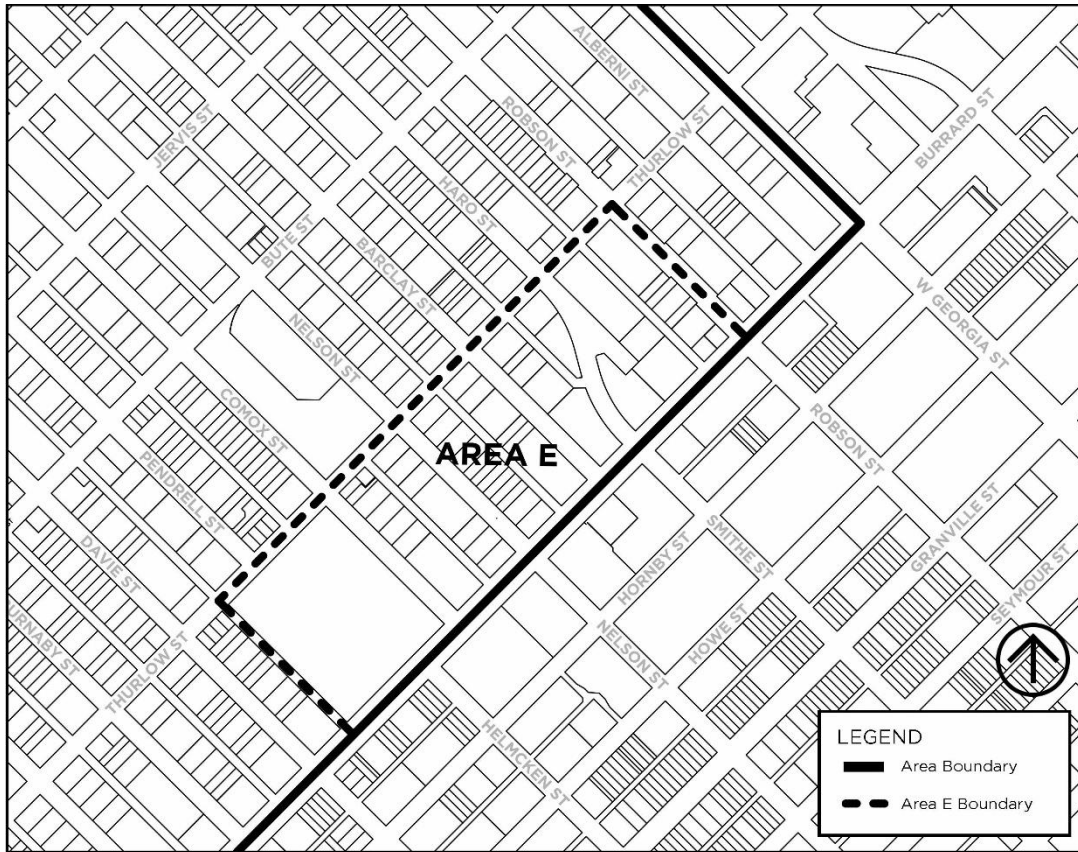 ALBERNI ST
ROBSON ST
THURLOW ST
BURRARD ST
JERVIS ST
HARO ST
BUTE ST
BARCLAY ST
W GEORGIA ST
NELSON ST
COMOX ST
ROBSON ST
AREA E
PENDRELL ST
GRANVILLE ST
SMITHE ST
HORNBY ST
SEYMOUR ST
DAVIE ST
HOWE ST
NELSON ST
BURNABY ST
THURLOW ST
HELMCKEN ST
LEGEND
Area Boundary
Area E Boundary